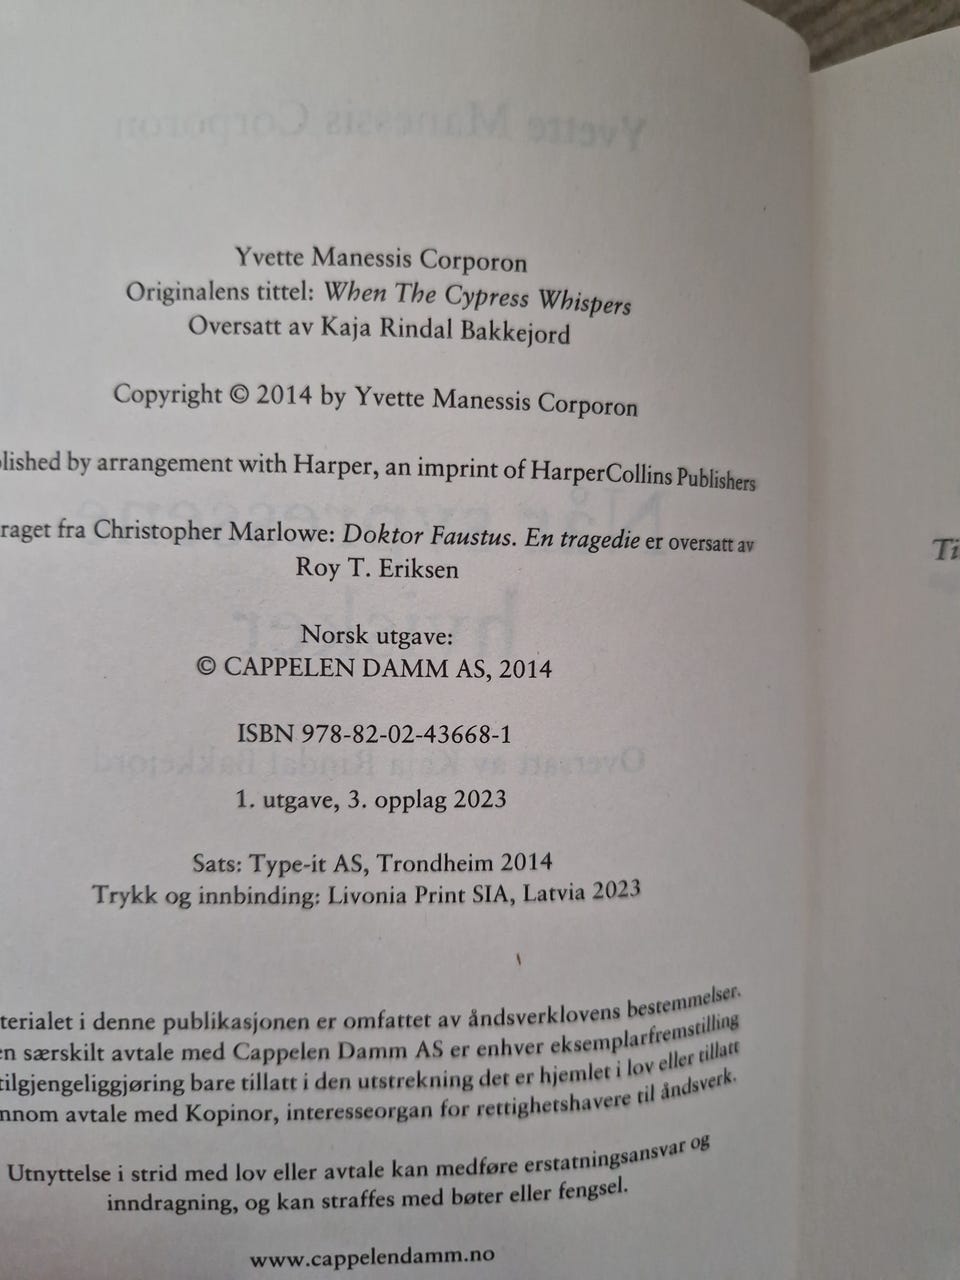 Yvette Manessis Corporon
Originalens tittel: When The Cypress Whispers
Oversatt av Kaja Rindal Bakkejord
Copyright © 2014 by Yvette Manessis Corporon
lished by arrangement with Harper, an imprint of HarperCollins Publishers
raget fra Christopher Marlowe: Doktor Faustus. En tragedie er oversatt av
Roy T. Eriksen
Norsk utgave:
© CAPPELEN DAMM AS, 2014
ISBN 978-82-02-43668-1
1. utgave, 3. opplag 2023
Sats: Type-it AS, Trondheim 2014
Trykk og innbinding: Livonia Print SIA, Latvia 2023
terialet i denne publikasjonen er omfattet av åndsverklovens bestemmelser.
n særskilt avtale med Cappelen Damm AS er enhver eksemplarfremstilling
tilgjengeliggjøring bare tillatt i den utstrekning det er hjemlet i lov eller tillatt
nnom avtale med Kopinor, interesseorgan for rettighetshavere til åndsverk.
Utnyttelse i strid med lov eller avtale kan medføre erstatningsansvar og
inndragning, og kan straffes med bøter eller fengsel.
www.cappelendamm.no
Ti